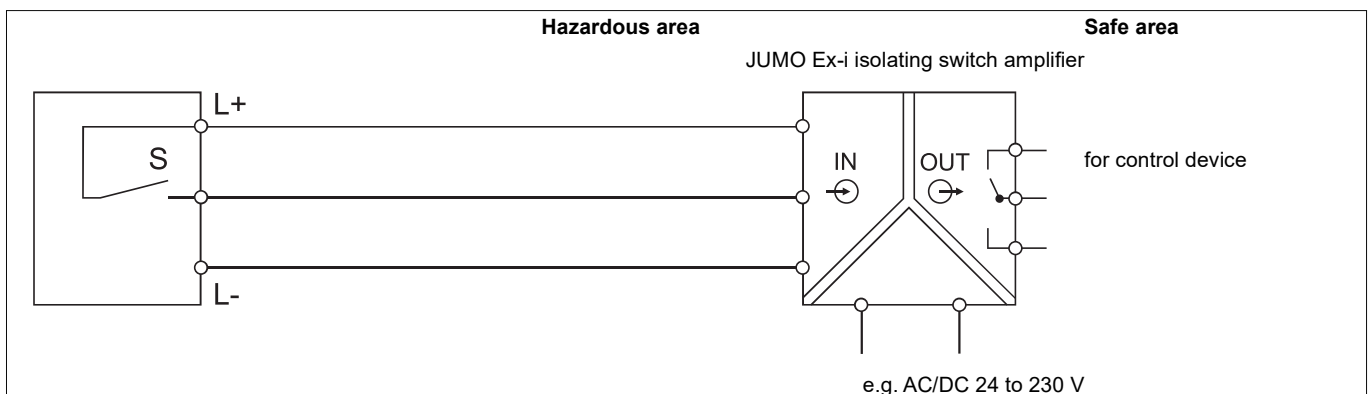 Hazardous area
Safe area
JUMO Ex-i isolating switch amplifier
L+
S
IN
OUT
for control device
L-
e.g. AC/DC 24 to 230 V